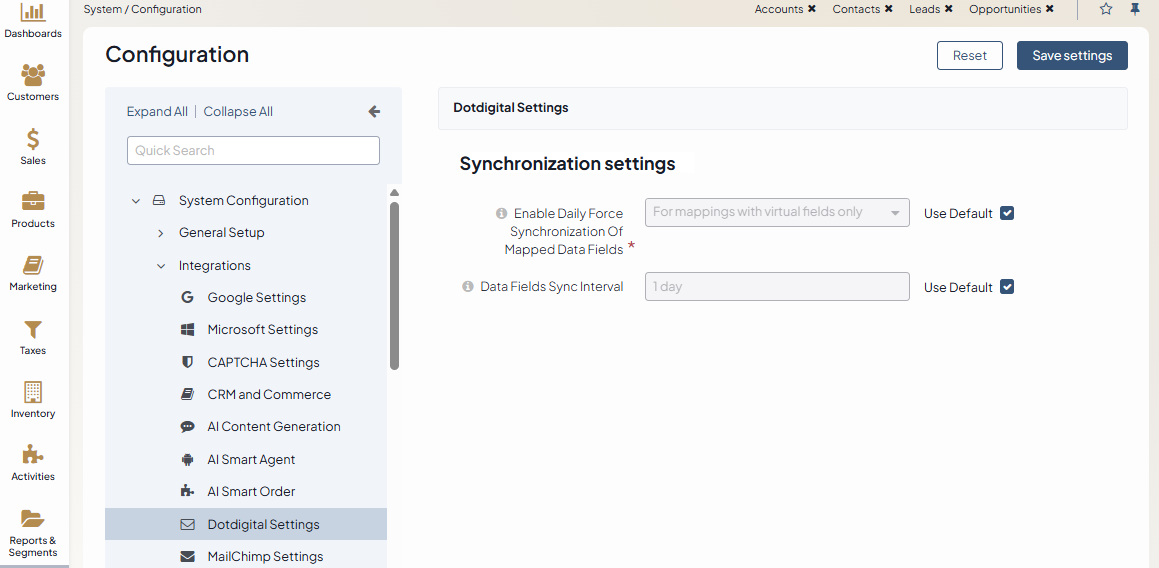 System / Configuration
Accounts ✖ Contacts ✖ Leads ✖ Opportunities ✖
Dashboards
Customers
Sales
Products
Marketing
Taxes
Inventory
Activities
Reports &
Segments
Configuration
Reset
Save settings
Expand All | Collapse All
Quick Search
System Configuration
General Setup
Integrations
Google Settings
Microsoft Settings
CAPTCHA Settings
CRM and Commerce
AI Content Generation
AI Smart Agent
AI Smart Order
Dotdigital Settings
MailChimp Settings
Dotdigital Settings
Synchronization settings
Enable Daily Force
Synchronization Of
Mapped Data Fields *
For mappings with virtual fields only
Use Default
Data Fields Sync Interval
1 day
Use Default